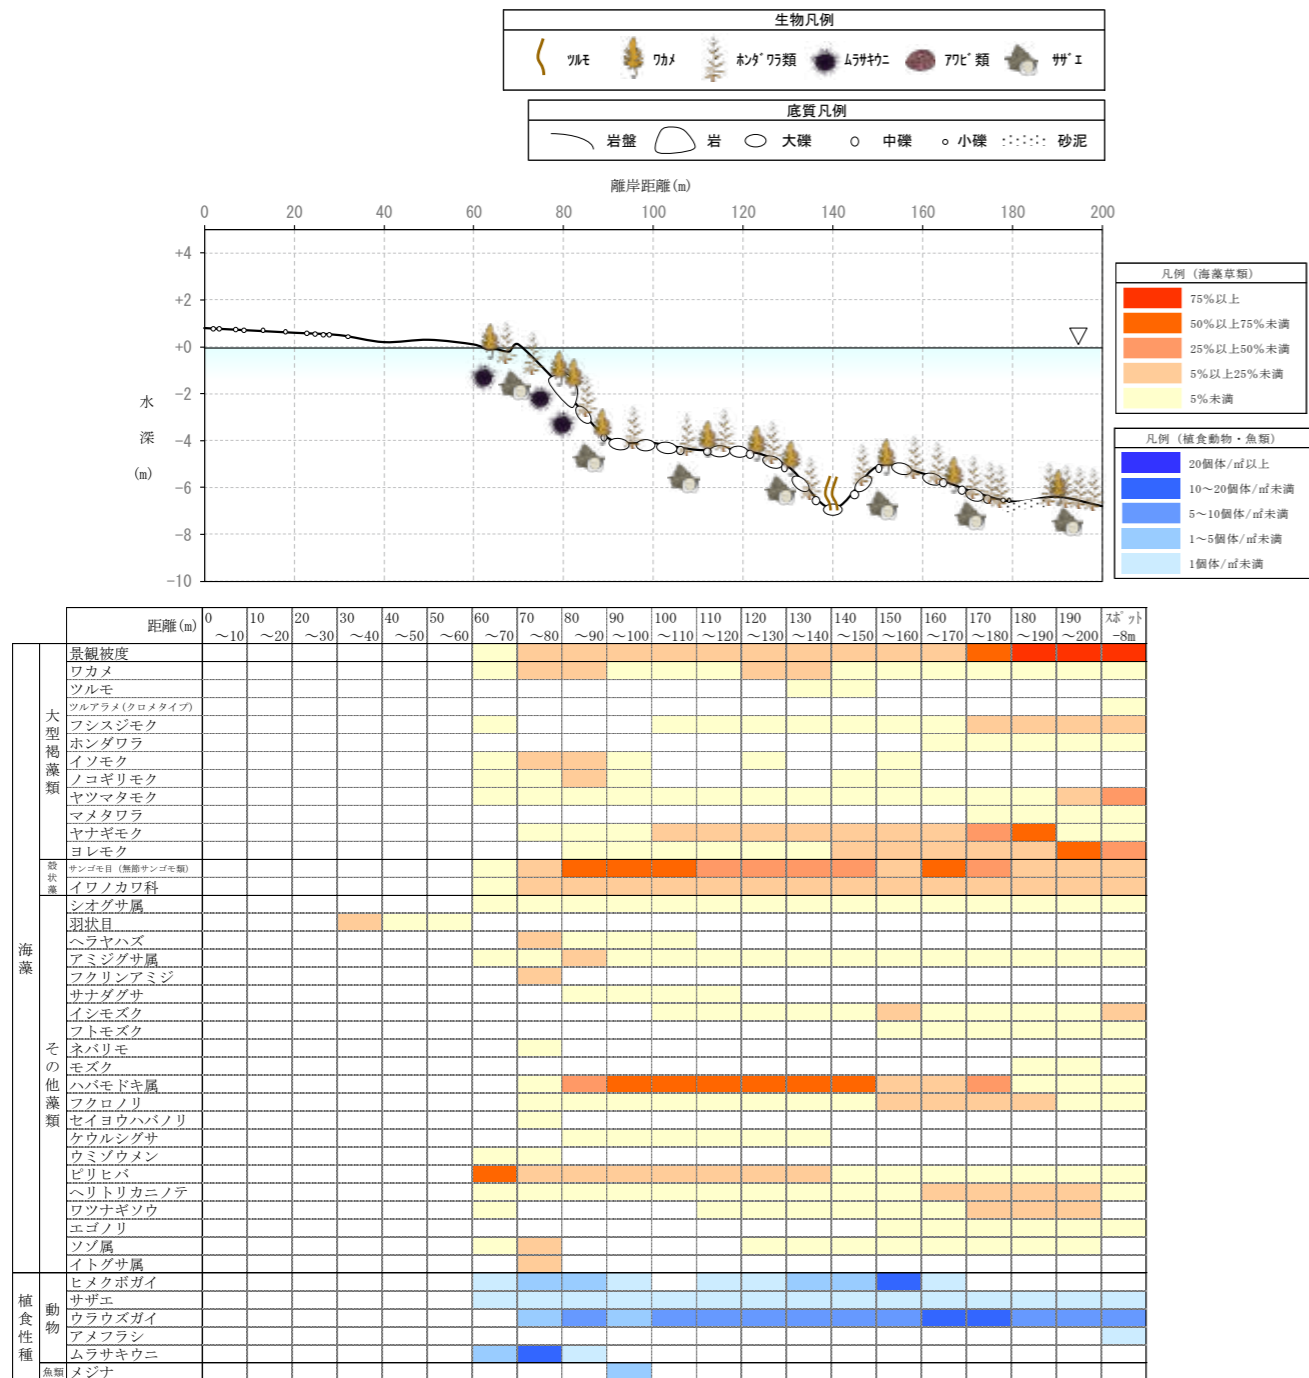 生物凡例
ﾂﾙﾓ ﾜｶﾒ ﾎﾝﾀﾞﾜﾗ類 ﾑﾗｻｷｳﾆ ｱﾜﾋﾞ類 ｻｻﾞｴ
底質凡例
岩盤 岩 大礫 中礫 小礫 砂泥
離岸距離(m)
0 20 40 60 80 100 120 140 160 180 200
+4
+2
+0
-2
-4
-6
-8
-10
水深(m)
凡例（海藻草類）
75%以上
50%以上75%未満
25%以上50%未満
5%以上25%未満
5%未満
凡例（植食動物・魚類）
20個体/㎡以上
10～20個体/㎡未満
5～10個体/㎡未満
1～5個体/㎡未満
1個体/㎡未満
距離(m) 0～10 10～20 20～30 30～40 40～50 50～60 60～70 70～80 80～90 90～100 100～110 110～120 120～130 130～140 140～150 150～160 160～170 170～180 180～190 190～200 ｽﾎﾟｯﾄ-8m
海藻
大型褐藻類
景観被度
ワカメ
ツルモ
ツルアラメ(クロメタイプ)
フシスジモク
ホンダワラ
イソモク
ノコギリモク
ヤツマタモク
マメタワラ
ヤナギモク
ヨレモク
殻状藻
サンゴモ目（無節サンゴモ類）
イワノカワ科
その他藻類
シオグサ属
羽状目
ヘラヤハズ
アミジグサ属
フクリンアミジ
サナダグサ
イシモズク
フトモズク
ネバリモ
モズク
ハバモドキ属
フクロノリ
セイヨウハバノリ
ケウルシグサ
ウミゾウメン
ピリヒバ
ヘリトリカニノテ
ワツナギソウ
エゴノリ
ソゾ属
イトグサ属
植食性種
動物
ヒメクボガイ
サザエ
ウラウズガイ
アメフラシ
ムラサキウニ
魚類
メジナ